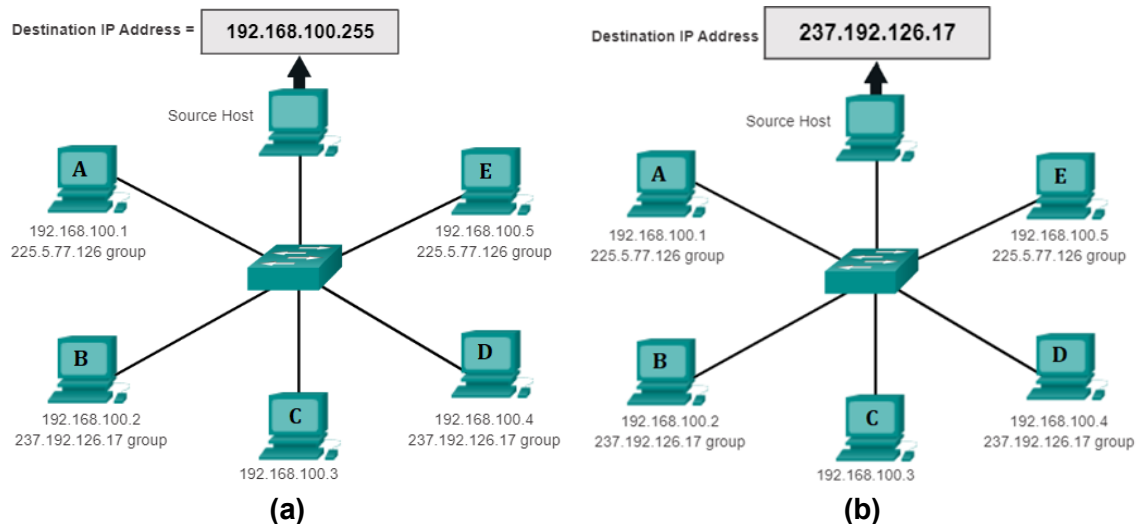 Destination IP Address = 192.168.100.255
Source Host
A
E
192.168.100.1
225.5.77.126 group
192.168.100.5
225.5.77.126 group
B
D
C
192.168.100.2
237.192.126.17 group
192.168.100.4
237.192.126.17 group
192.168.100.3
(a)
Destination IP Address 237.192.126.17
Source Host
A
E
192.168.100.1
225.5.77.126 group
192.168.100.5
225.5.77.126 group
B
D
C
192.168.100.2
237.192.126.17 group
192.168.100.4
237.192.126.17 group
192.168.100.3
(b)